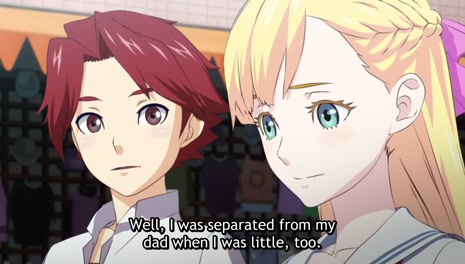 Well, I was separated from my
dad when I was little, too.